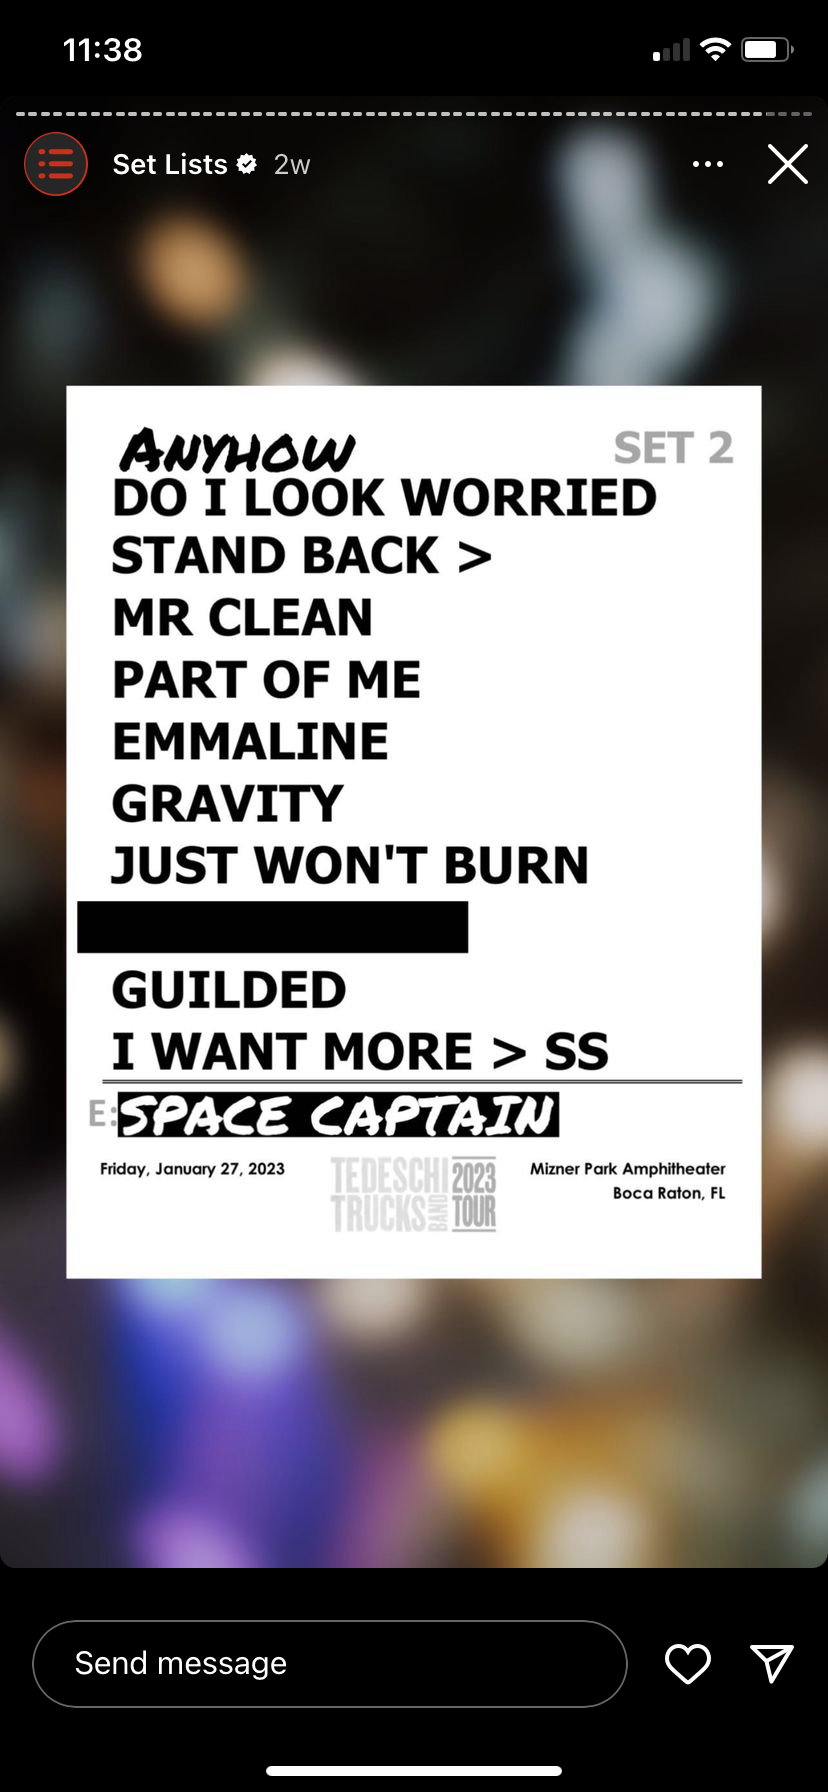 11:38
Set Lists 2w
ANYHOW
SET 2
DO I LOOK WORRIED
STAND BACK >
MR CLEAN
PART OF ME
EMMALINE
GRAVITY
JUST WON'T BURN
GUILDED
I WANT MORE > SS
E: SPACE CAPTAIN
Friday, January 27, 2023
TEDESCHI
TRUCKS BAND
2023
TOUR
Mizner Park Amphitheater
Boca Raton, FL
Send message